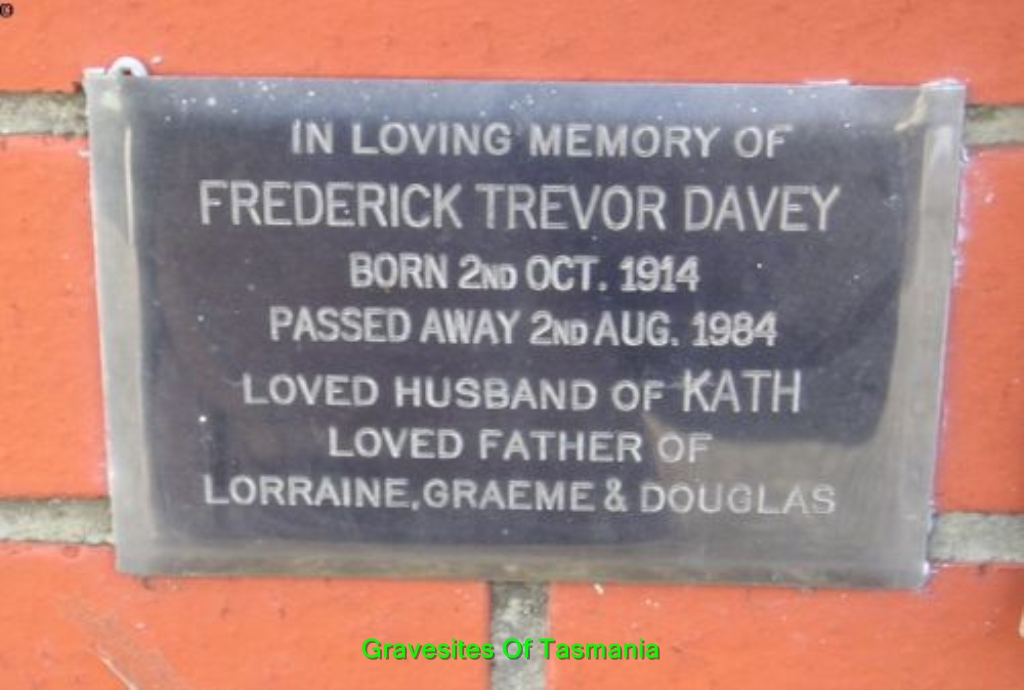 IN LOVING MEMORY OF
FREDERICK TREVOR DAVEY
BORN 2ND OCT. 1914
PASSED AWAY 2ND AUG. 1984
LOVED HUSBAND OF KATH
LOVED FATHER OF
LORRAINE, GRAEME & DOUGLAS
Gravesites Of Tasmania